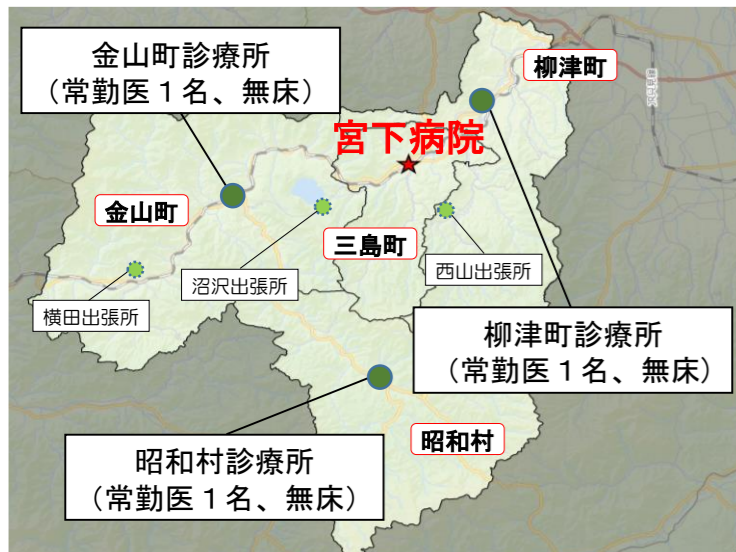 金山町診療所
（常勤医１名、無床）
柳津町
宮下病院
金山町
三島町
沼沢出張所
西山出張所
横田出張所
柳津町診療所
（常勤医１名、無床）
昭和村診療所
（常勤医１名、無床）
昭和村